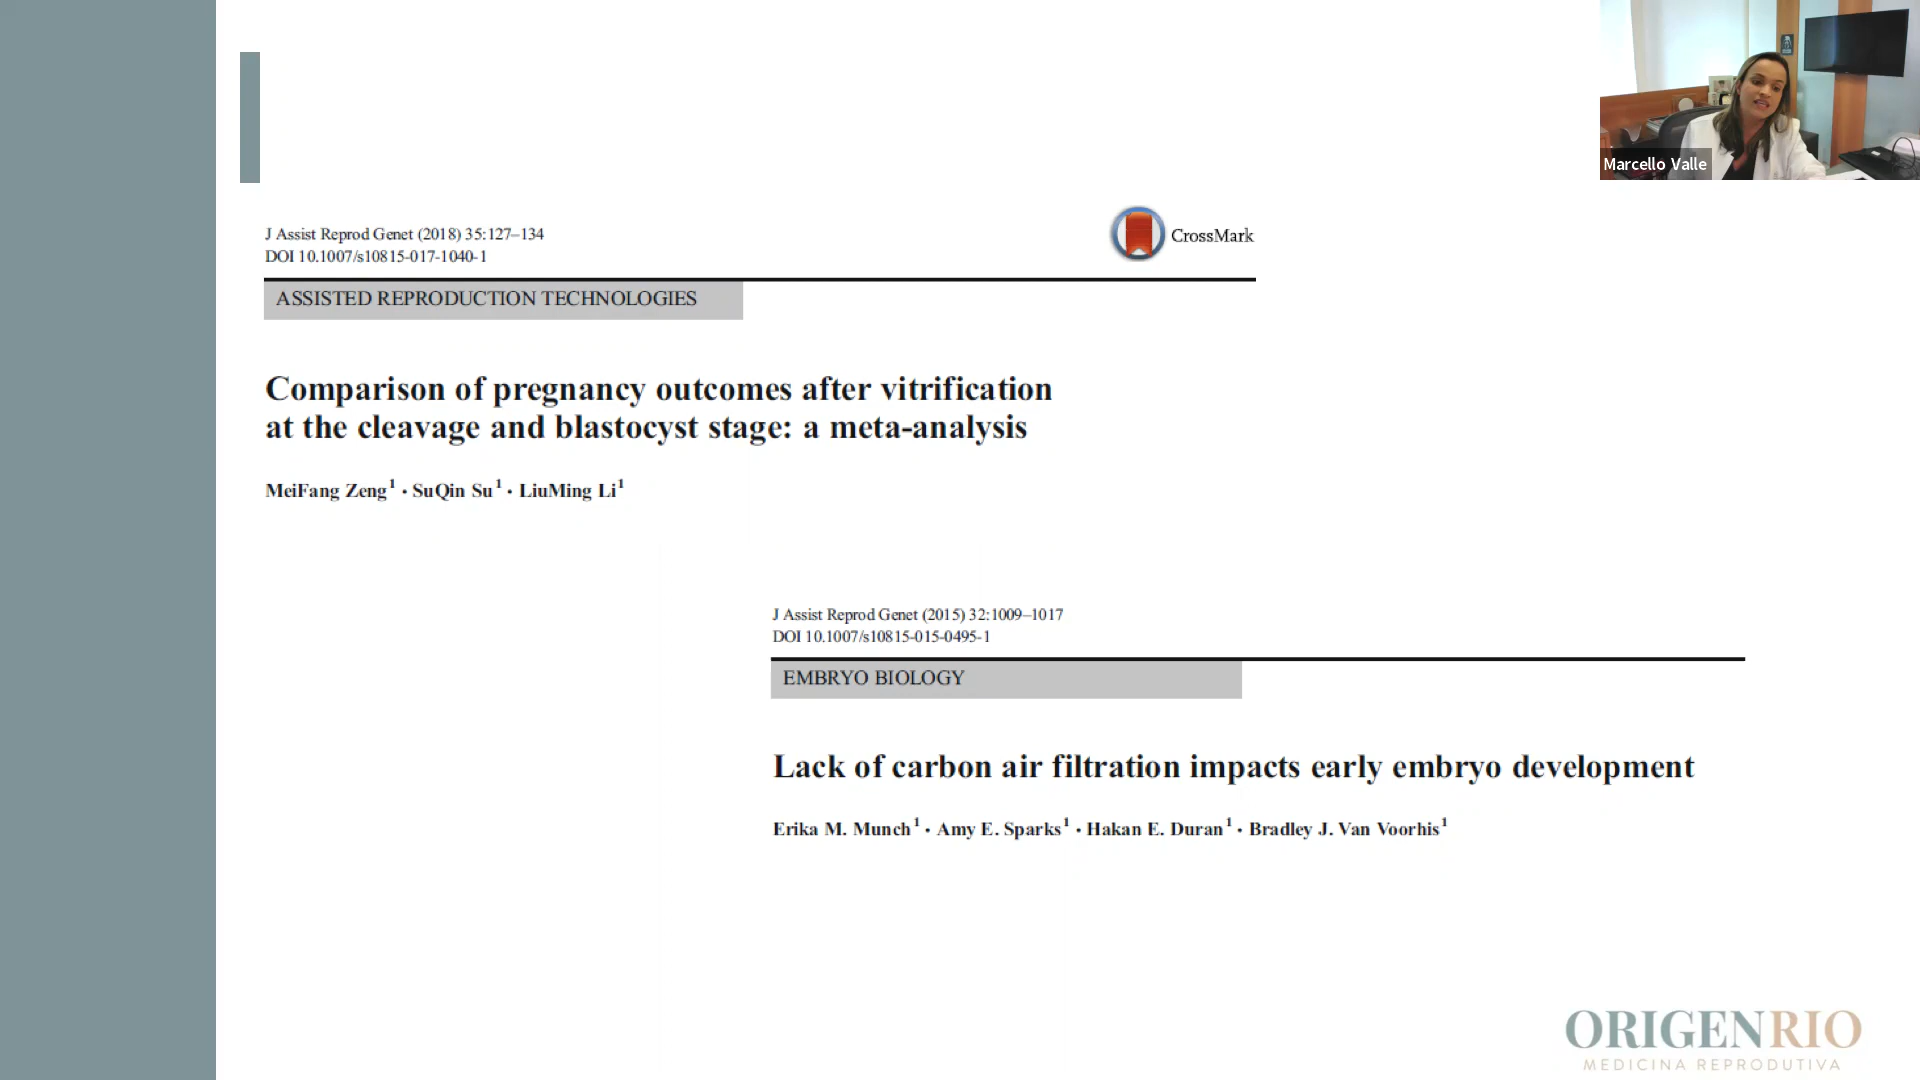 Marcello Valle
J Assist Reprod Genet (2018) 35:127–134
DOI 10.1007/s10815-017-1040-1
CrossMark
ASSISTED REPRODUCTION TECHNOLOGIES
Comparison of pregnancy outcomes after vitrification
at the cleavage and blastocyst stage: a meta-analysis
MeiFang Zeng1 • SuQin Su1 • LiuMing Li1
J Assist Reprod Genet (2015) 32:1009–1017
DOI 10.1007/s10815-015-0495-1
EMBRYO BIOLOGY
Lack of carbon air filtration impacts early embryo development
Erika M. Munch1 • Amy E. Sparks1 • Hakan E. Duran1 • Bradley J. Van Voorhis1
ORIGENRIO
MEDICINA REPRODUTIVA